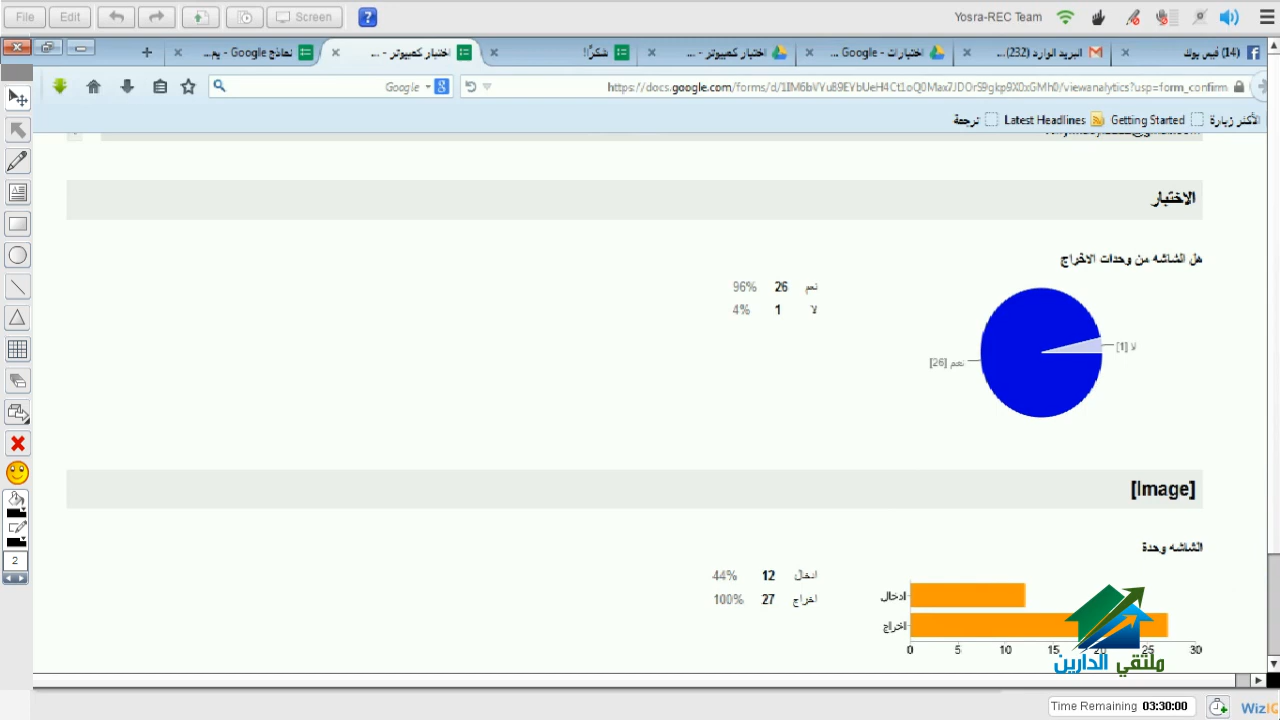 File Edit Screen Yosra-REC Team
(14) فيس بوك
البريد الوارد (232)...
اختبارات - Google ...
اختبار كمبيوتر - ...
شكرًا!
اختبار كمبيوتر - ...
نماذج Google - يم...
https://docs.google.com/forms/d/
/viewanalytics?usp=form_confirm
Google
الأكثر زيارة Getting Started Latest Headlines ترجمة
الاختبار
هل الشاشه من وحدات الاخراج
نعم 26 96%
لا 1 4%
لا [1]
نعم [26]
[Image]
الشاشه وحدة
ادخال 12 44%
اخراج 27 100%
ادخال
اخراج
0 5 10 15 20 25 30
ملتقي الدارين
2
Time Remaining 03:30:00
WizIQ